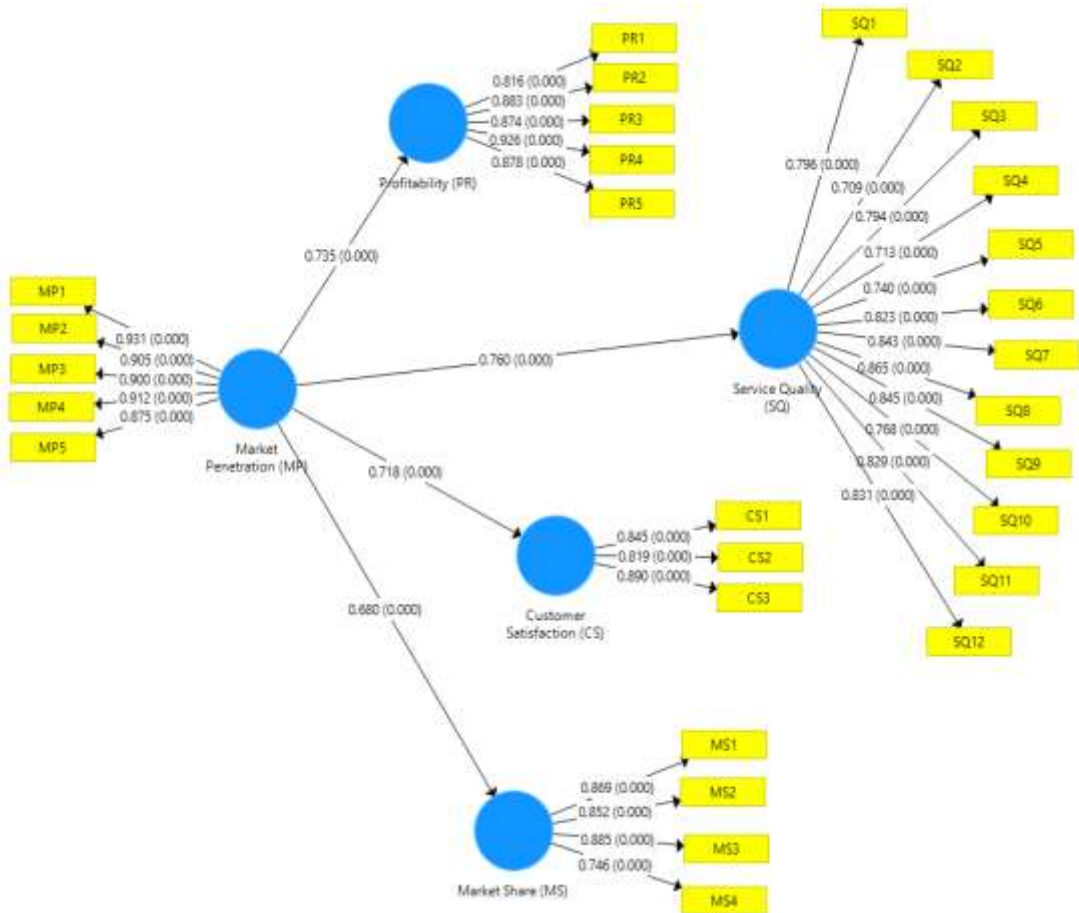 SQ1
PR1
SQ2
0.816 (0.000)
PR2
0.883 (0.000)
0.874 (0.000)
PR3
0.926 (0.000)
PR4
0.878 (0.000)
PR5
Profitability (PR)
SQ3
0.796 (0.000)
0.709 (0.000)
SQ4
0.794 (0.000)
0.713 (0.000)
SQ5
0.740 (0.000)
SQ6
0.823 (0.000)
0.843 (0.000)
SQ7
0.865 (0.000)
0.845 (0.000)
SQ8
0.768 (0.000)
0.829 (0.000)
SQ9
0.831 (0.000)
SQ10
SQ11
SQ12
Service Quality
(SQ)
0.735 (0.000)
MP1
MP2
0.931 (0.000)
0.905 (0.000)
MP3
0.900 (0.000)
0.912 (0.000)
MP4
0.875 (0.000)
MP5
Market
Penetration (MP)
0.760 (0.000)
0.718 (0.000)
CS1
0.845 (0.000)
0.819 (0.000)
CS2
0.890 (0.000)
CS3
Customer
Satisfaction (CS)
0.680 (0.000)
MS1
0.869 (0.000)
MS2
0.852 (0.000)
0.885 (0.000)
MS3
0.746 (0.000)
MS4
Market Share (MS)